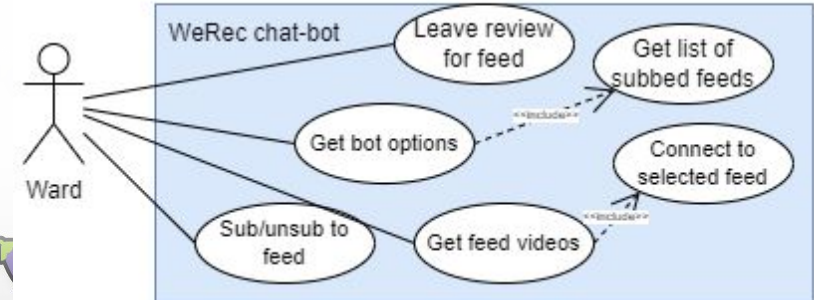 WeRec chat-bot
Leave review
for feed
Get list of
subbed feeds
<<Include>>
Get bot options
Connect to
selected feed
Ward
<<Include>>
Sub/unsub to
feed
Get feed videos